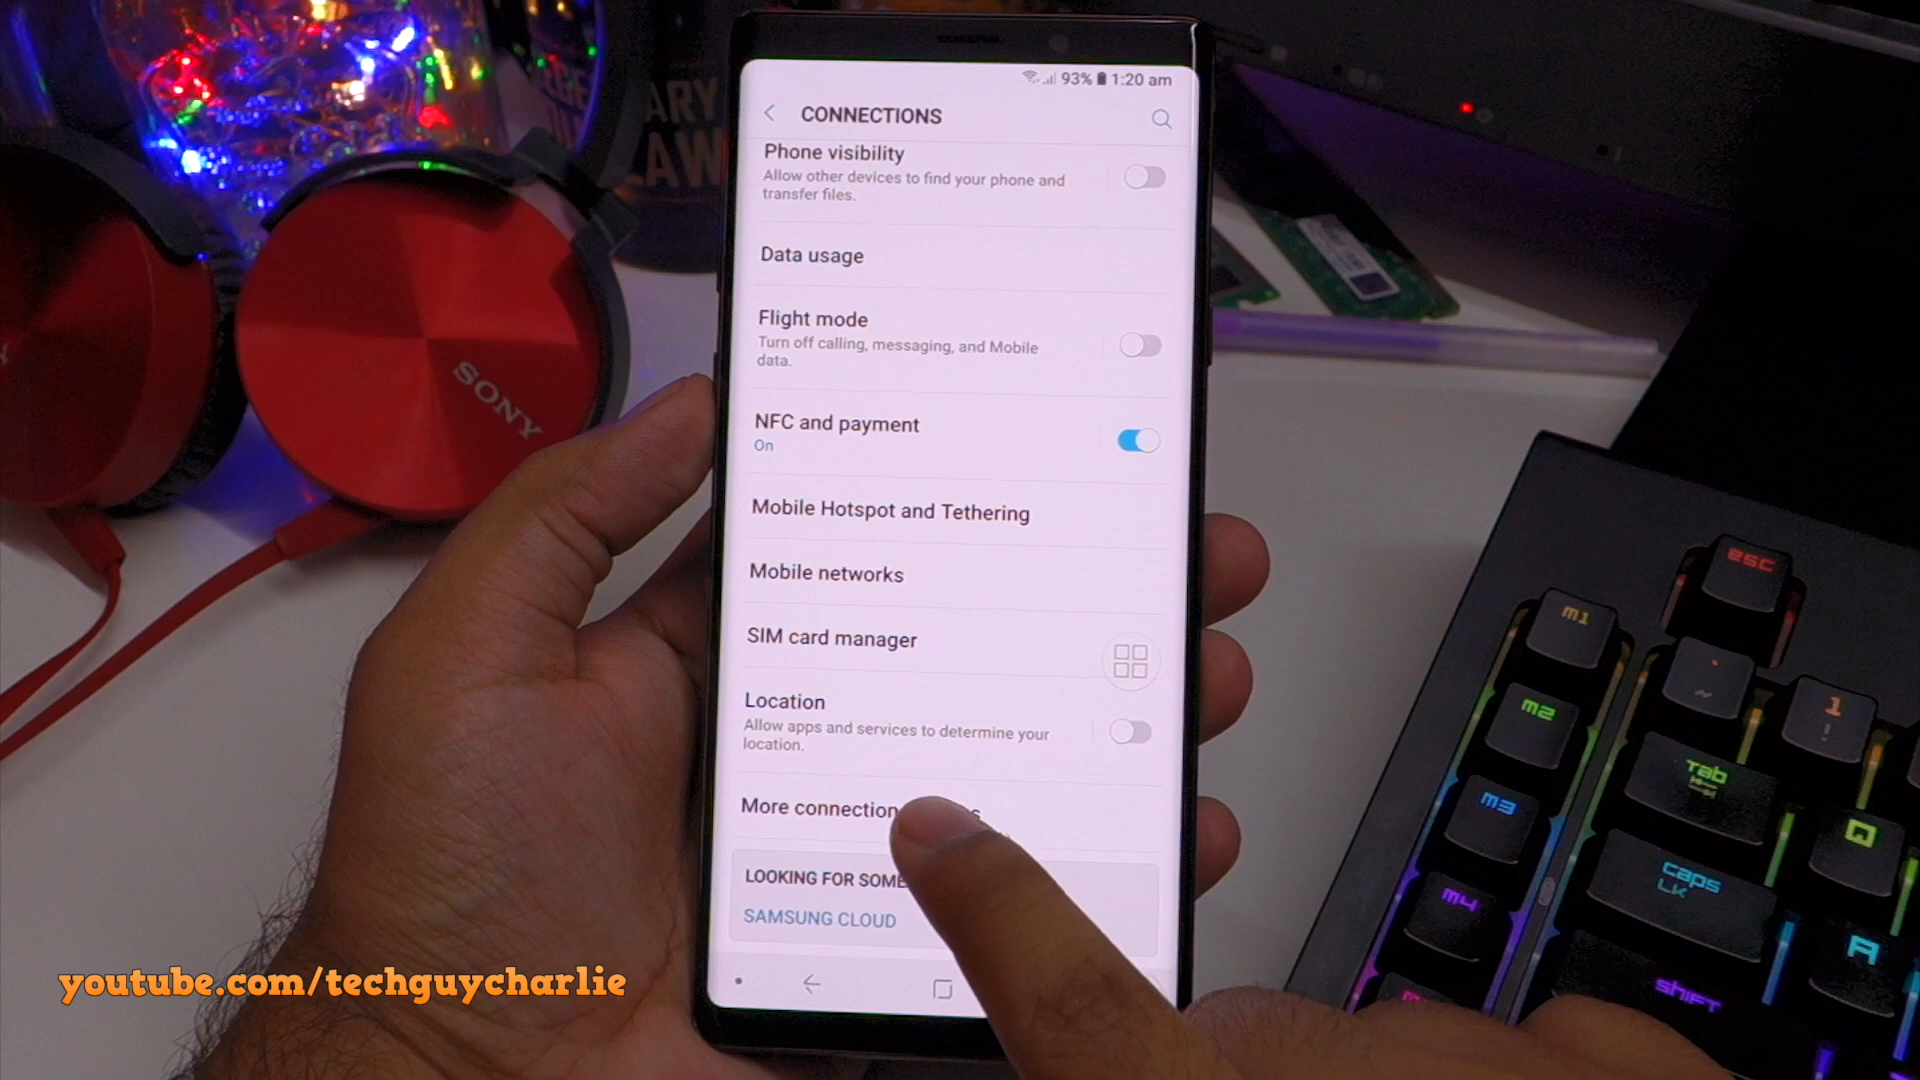 93% 1:20 am
CONNECTIONS
Phone visibility
Allow other devices to find your phone and
transfer files.
Data usage
Flight mode
Turn off calling, messaging, and Mobile
data.
NFC and payment
On
Mobile Hotspot and Tethering
Mobile networks
SIM card manager
Location
Allow apps and services to determine your
location.
More connection
LOOKING FOR
SAMSUNG CLOUD
SONY
ARY
AW
esc
m1
m2
1
!
~
m3
Tab
Q
m4
caps
LK
A
shift
youtube.com/techguycharlie